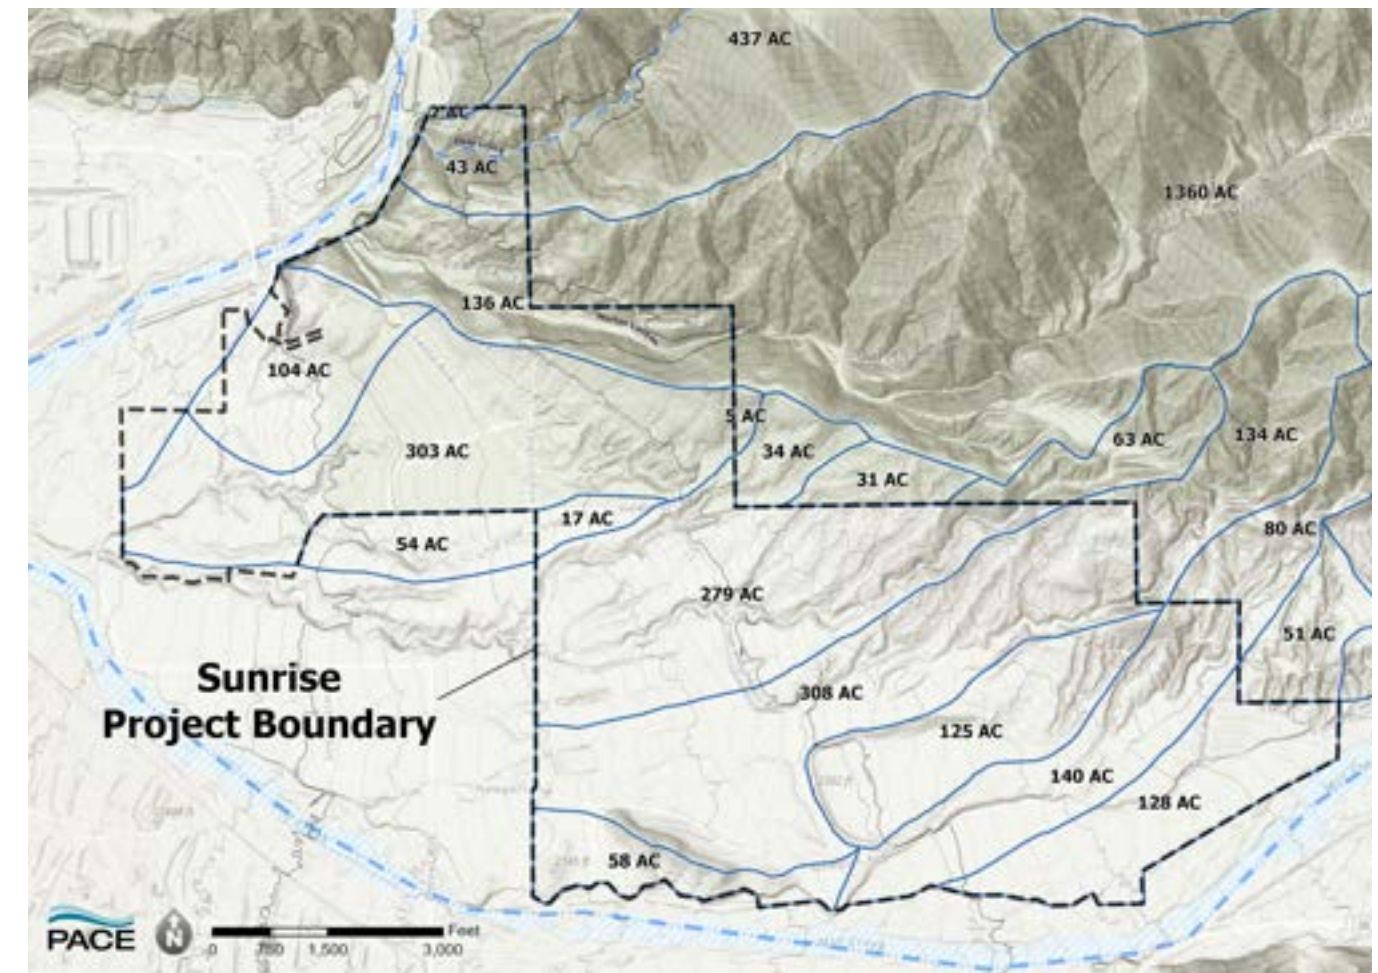 437 AC
43 AC
1360 AC
136 AC
104 AC
5 AC
303 AC
34 AC
63 AC
134 AC
31 AC
17 AC
80 AC
54 AC
279 AC
51 AC
Sunrise
Project Boundary
308 AC
125 AC
140 AC
128 AC
58 AC
PACE
N
Feet
0 750 1,500 3,000